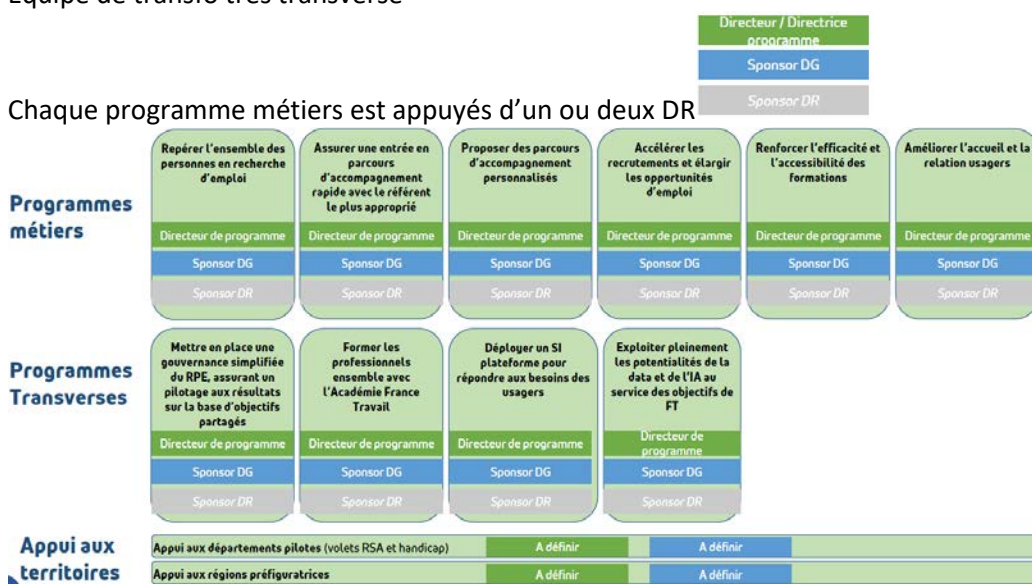 Equipe de transfo très transverse
Directeur / Directrice
programme
Sponsor DG
Sponsor DR
Chaque programme métiers est appuyés d'un ou deux DR
Programmes
métiers
Repérer l'ensemble des
personnes en recherche
d'emploi
Directeur de programme
Sponsor DG
Sponsor DR
Assurer une entrée en
parcours
d'accompagnement
rapide avec le référent
le plus approprié
Directeur de programme
Sponsor DG
Sponsor DR
Proposer des parcours
d'accompagnement
personnalisés
Directeur de programme
Sponsor DG
Sponsor DR
Accélérer les
recrutements et élargir
les opportunités
d'emploi
Directeur de programme
Sponsor DG
Sponsor DR
Renforcer l'efficacité et
l'accessibilité des
formations
Directeur de programme
Sponsor DG
Sponsor DR
Améliorer l'accueil et la
relation usagers
Directeur de programme
Sponsor DG
Sponsor DR
Programmes
Transverses
Mettre en place une
gouvernance simplifiée
du RPE, assurant un
pilotage aux résultats
sur la base d'objectifs
partagés
Directeur de programme
Sponsor DG
Sponsor DR
Former les
professionnels
ensemble avec
l'Académie France
Travail
Directeur de programme
Sponsor DG
Sponsor DR
Déployer un SI
plateforme pour
répondre aux besoins des
usagers
Directeur de programme
Sponsor DG
Sponsor DR
Exploiter pleinement
les potentialités de la
data et de l'IA au
service des objectifs de
FT
Directeur de
programme
Sponsor DG
Sponsor DR
Appui aux
territoires
Appui aux départements pilotes (volets RSA et handicap) A définir A définir
Appui aux régions préfiguratrices A définir A définir